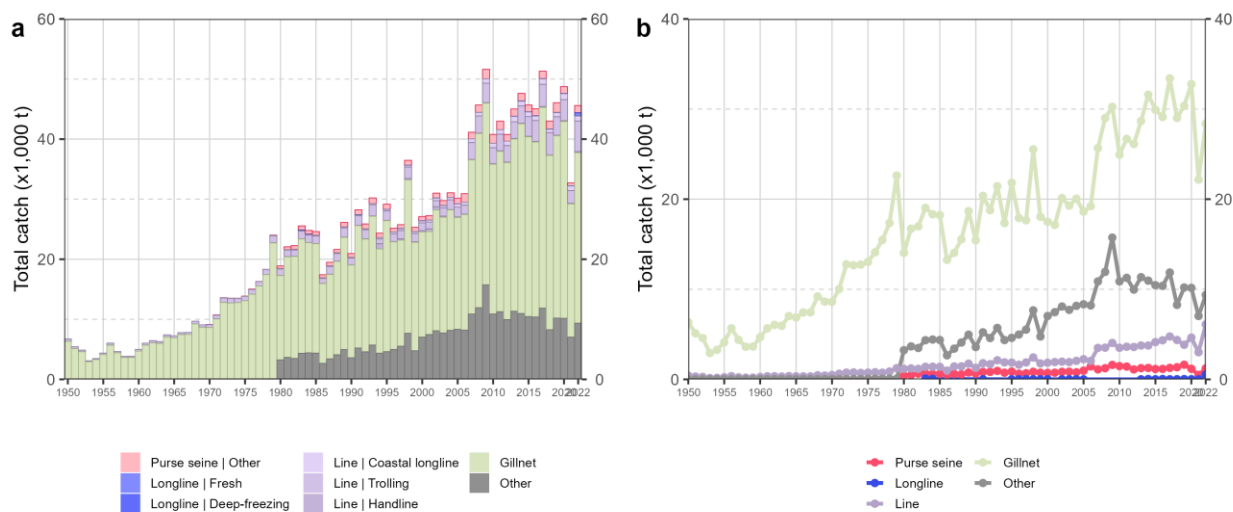 a
Total catch (x1,000 t)
60
40
20
0
60
40
20
0
1950 1955 1960 1965 1970 1975 1980 1985 1990 1995 2000 2005 2010 2015 2020 2022
Purse seine | Other
Longline | Fresh
Longline | Deep-freezing
Line | Coastal longline
Line | Trolling
Line | Handline
Gillnet
Other
b
Total catch (x1,000 t)
40
30
20
10
0
40
20
0
1950 1955 1960 1965 1970 1975 1980 1985 1990 1995 2000 2005 2010 2015 2020 2022
Purse seine
Longline
Line
Gillnet
Other